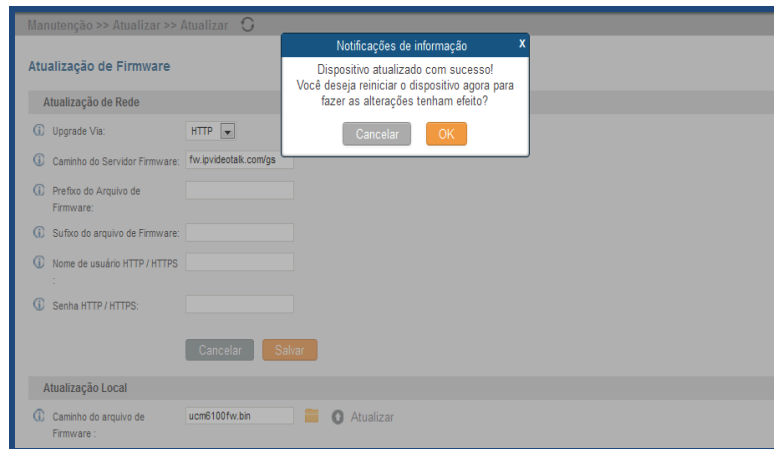 Manutenção >> Atualizar >> Atualizar
Notificações de informação X
Dispositivo atualizado com sucesso!
Você deseja reiniciar o dispositivo agora para
fazer as alterações tenham efeito?
Cancelar OK
Atualização de Firmware
Atualização de Rede
Upgrade Via: HTTP
Caminho do Servidor Firmware: fw.ipvideotalk.com/gs
Prefixo do Arquivo de
Firmware:
Sufixo do arquivo de Firmware:
Nome de usuário HTTP / HTTPS
:
Senha HTTP / HTTPS:
Cancelar Salvar
Atualização Local
Caminho do arquivo de
Firmware :
ucm6100fw.bin Atualizar